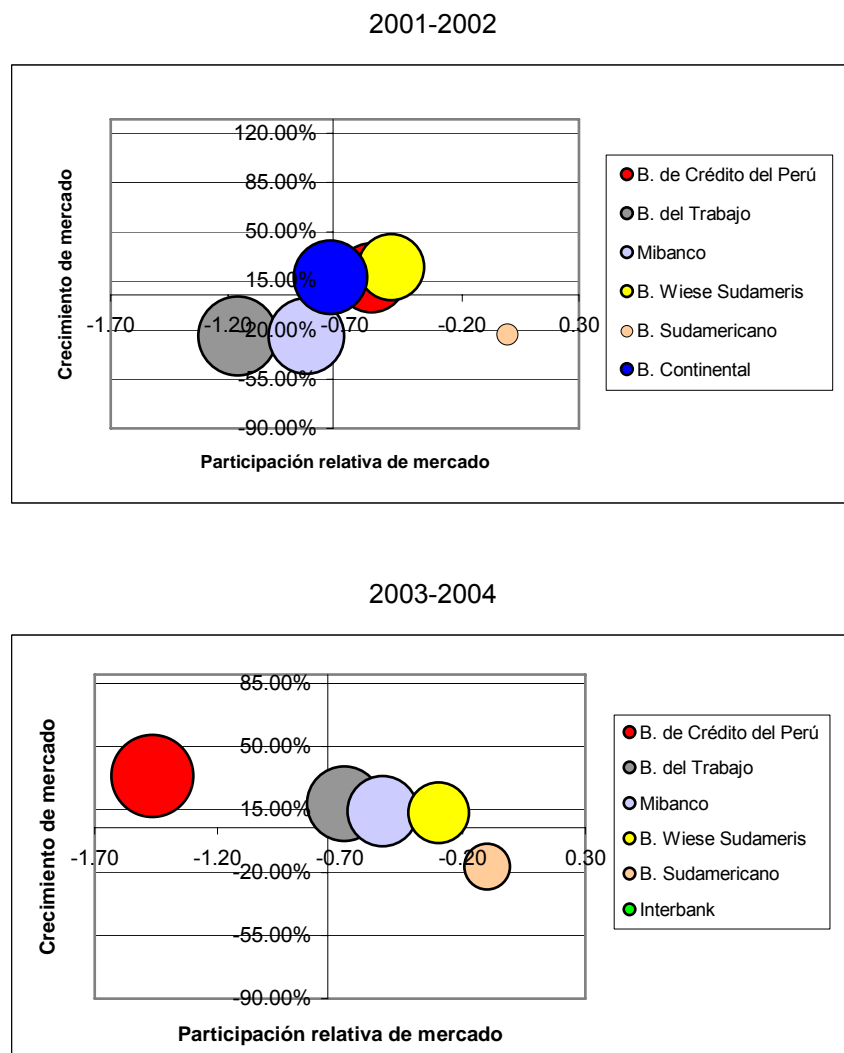 2001-2002
120.00%
85.00%
50.00%
15.00%
-20.00%
-55.00%
-90.00%
-1.70 -1.20 -0.70 -0.20 0.30
Crecimiento de mercado
Participación relativa de mercado
B. de Crédito del Perú
B. del Trabajo
Mibanco
B. Wiese Sudameris
B. Sudamericano
B. Continental
2003-2004
85.00%
50.00%
15.00%
-20.00%
-55.00%
-90.00%
-1.70 -1.20 -0.70 -0.20 0.30
Crecimiento de mercado
Participación relativa de mercado
B. de Crédito del Perú
B. del Trabajo
Mibanco
B. Wiese Sudameris
B. Sudamericano
Interbank